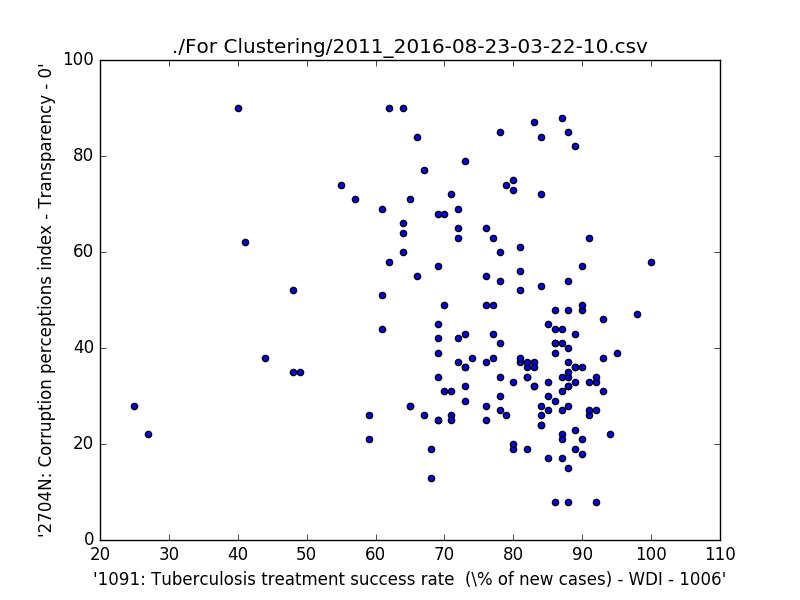 ./For Clustering/2011_2016-08-23-03-22-10.csv
100
80
60
40
20
0
'2704N: Corruption perceptions index - Transparency - 0'
20 30 40 50 60 70 80 90 100 110
'1091: Tuberculosis treatment success rate  (\% of new cases) - WDI - 1006'